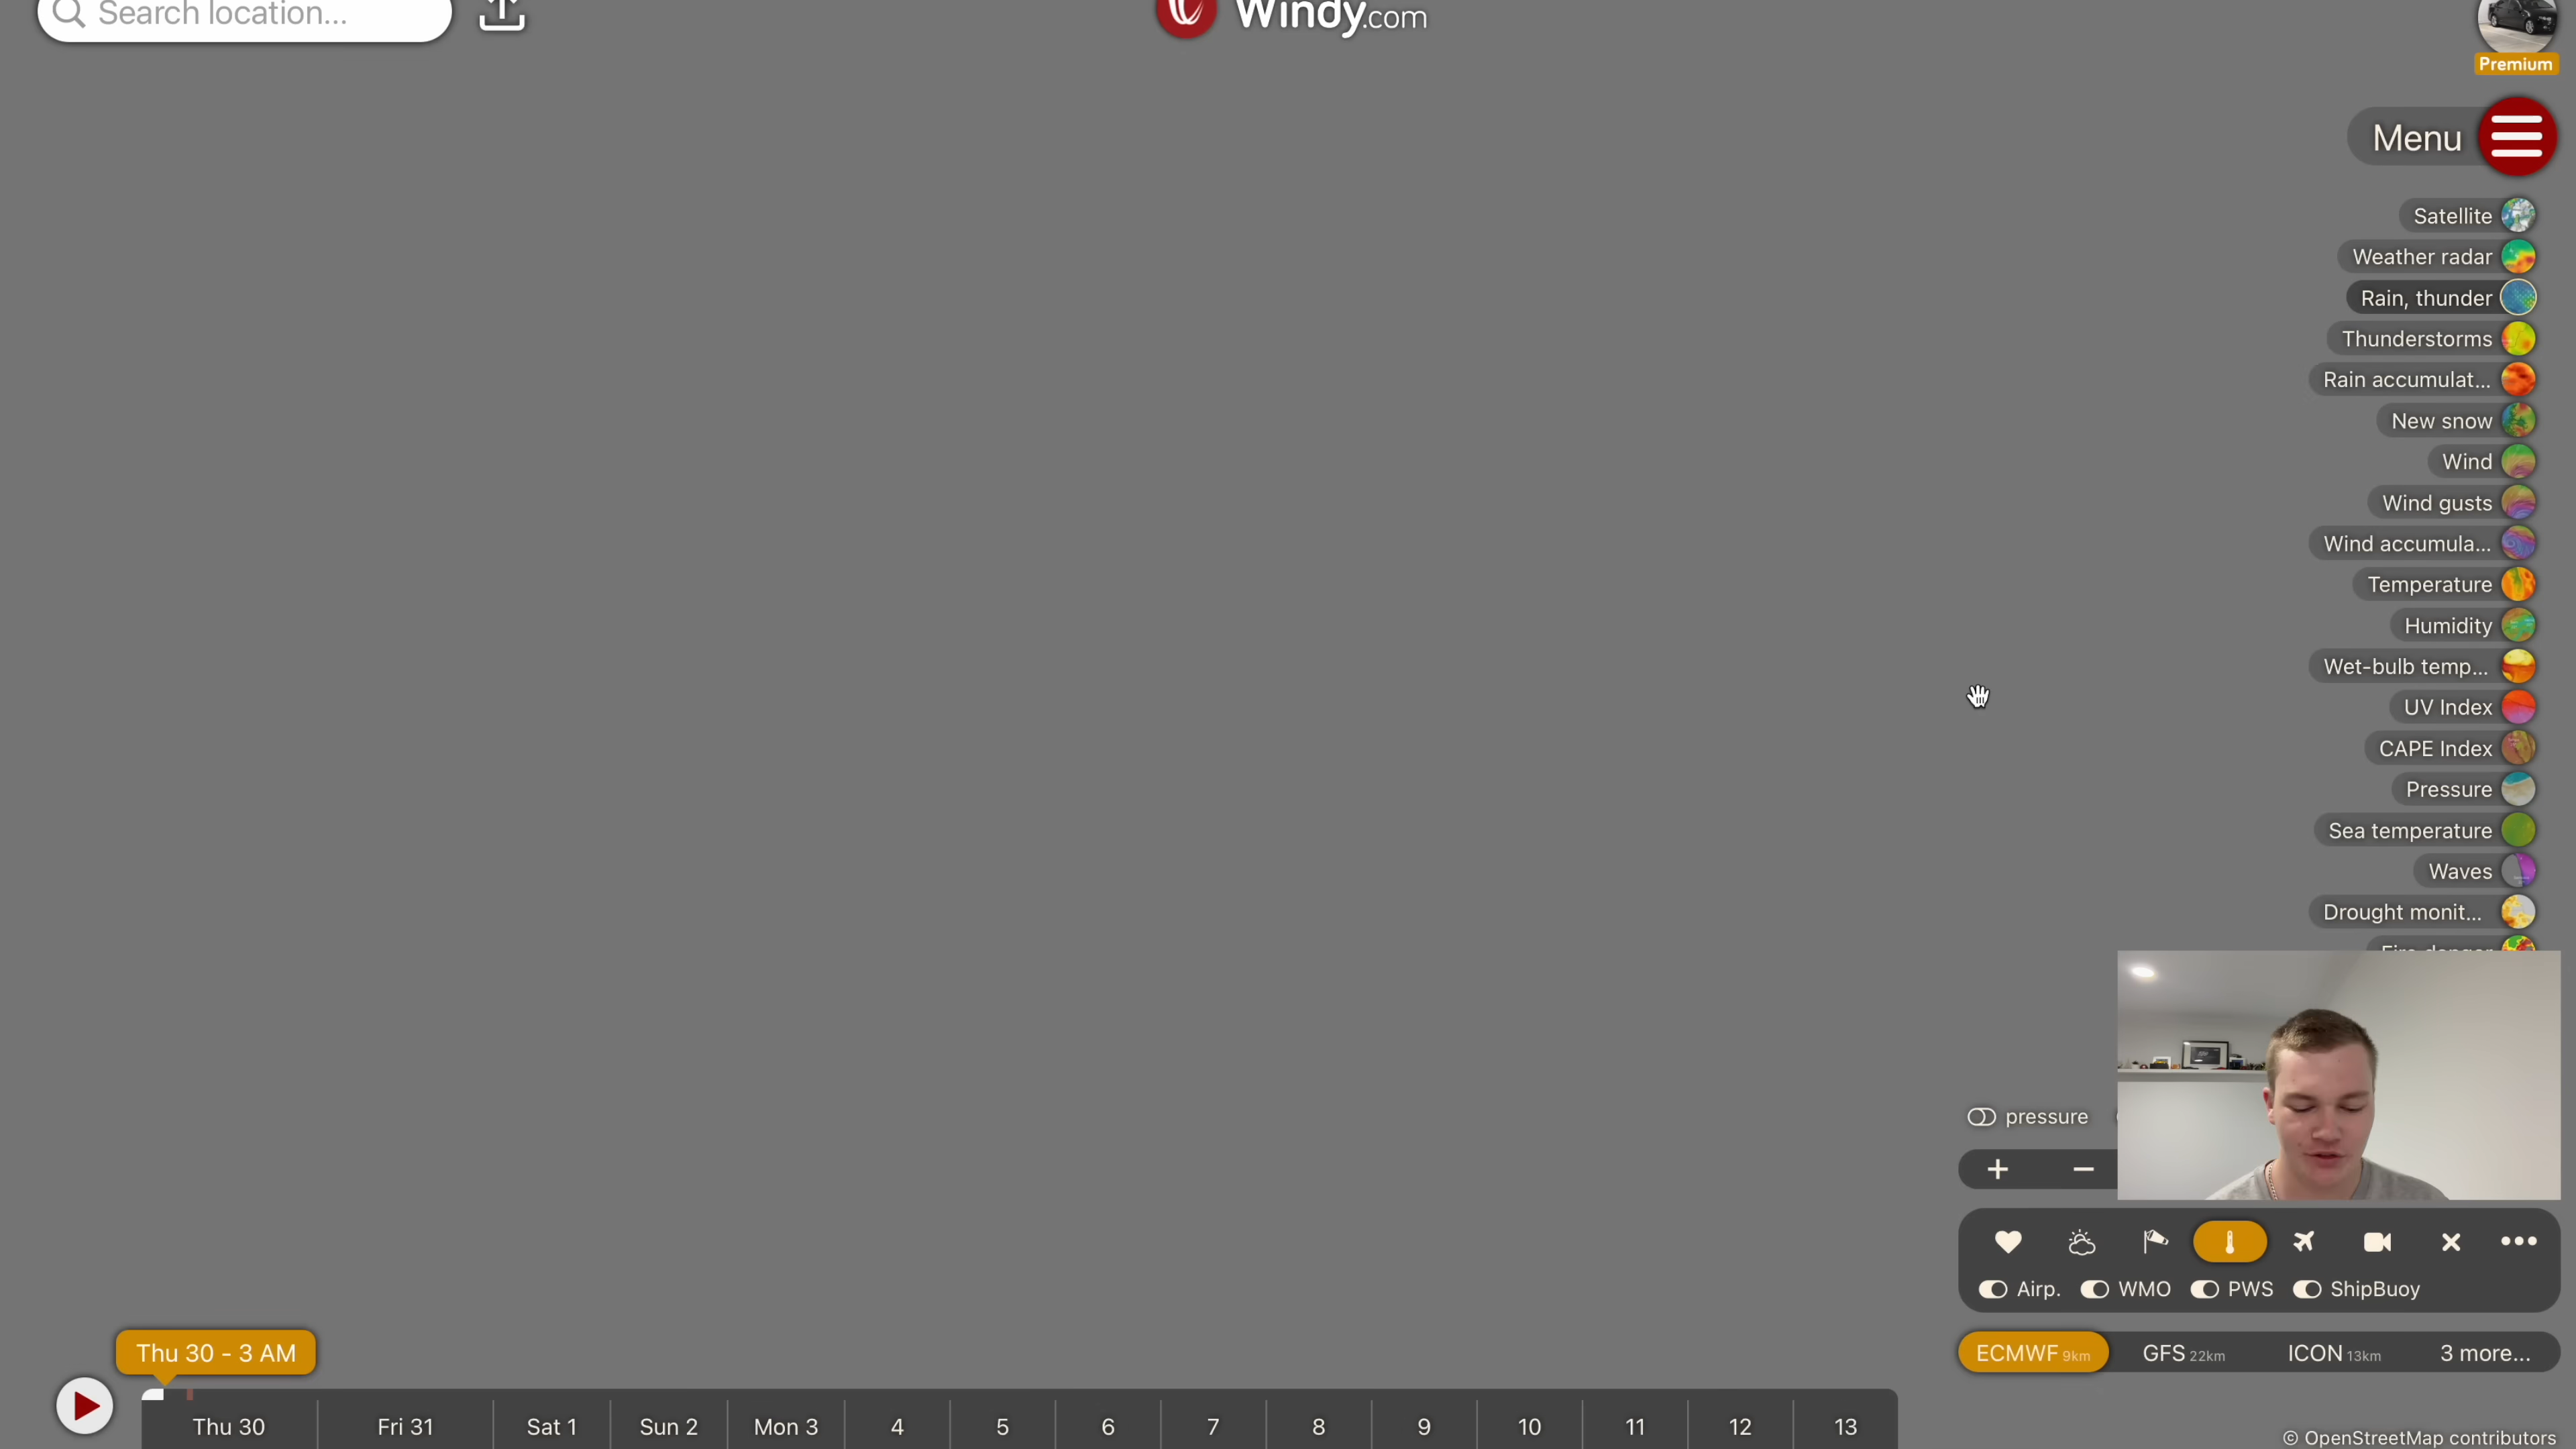 Search location...
Windy.com
Premium
Menu
Satellite
Weather radar
Rain, thunder
Thunderstorms
Rain accumulat...
New snow
Wind
Wind gusts
Wind accumula...
Temperature
Humidity
Wet-bulb temp...
UV Index
CAPE Index
Pressure
Sea temperature
Waves
Drought monit...
Fire danger
pressure
Airp. WMO PWS ShipBuoy
ECMWF 9km GFS 22km ICON 13km 3 more...
Thu 30 - 3 AM
Thu 30 Fri 31 Sat 1 Sun 2 Mon 3 4 5 6 7 8 9 10 11 12 13
© OpenStreetMap contributors